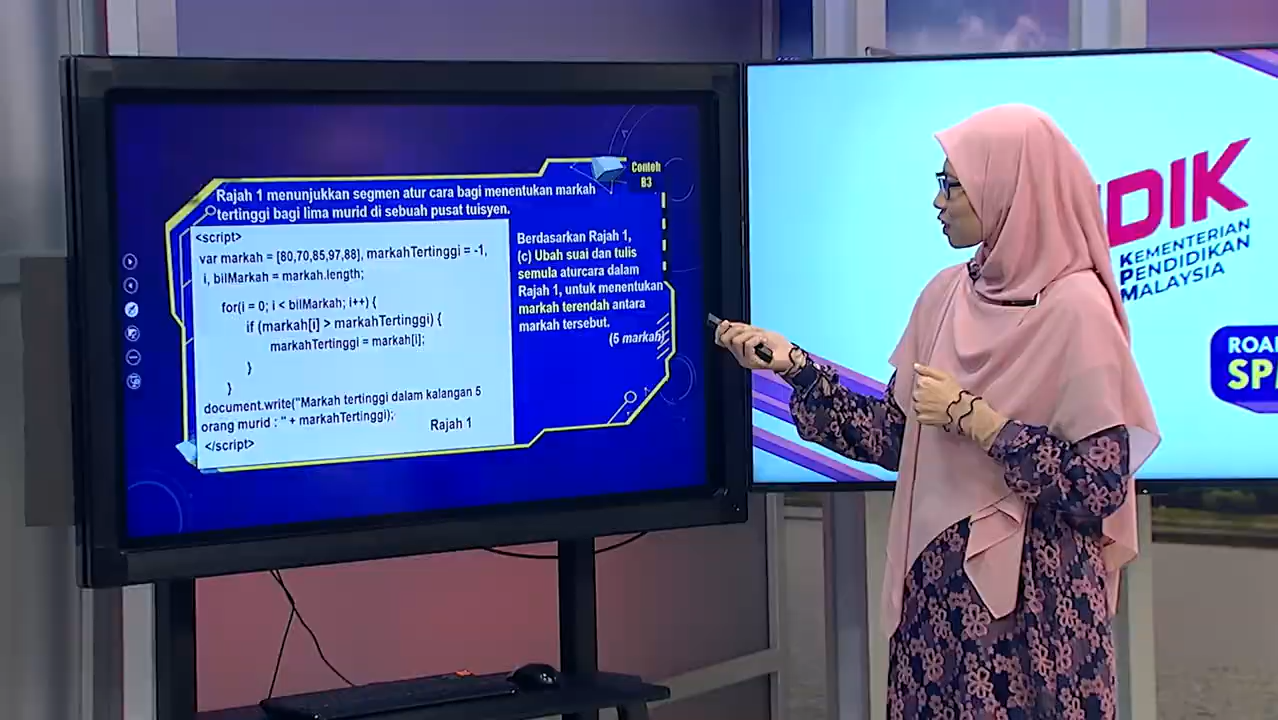 Contoh
B3
Rajah 1 menunjukkan segmen atur cara bagi menentukan markah
tertinggi bagi lima murid di sebuah pusat tuisyen.
<script>
var markah = [80,70,85,97,88], markahTertinggi = -1,
i, bilMarkah = markah.length;
for(i = 0; i < bilMarkah; i++) {
if (markah[i] > markahTertinggi) {
markahTertinggi = markah[i];
}
}
document.write("Markah tertinggi dalam kalangan 5
orang murid : " + markahTertinggi);
</script>
Rajah 1
Berdasarkan Rajah 1,
(c) Ubah suai dan tulis
semula aturcara dalam
Rajah 1, untuk menentukan
markah terendah antara
markah tersebut.
(5 markah)
DIK
KEMENTERIAN
PENDIDIKAN
MALAYSIA